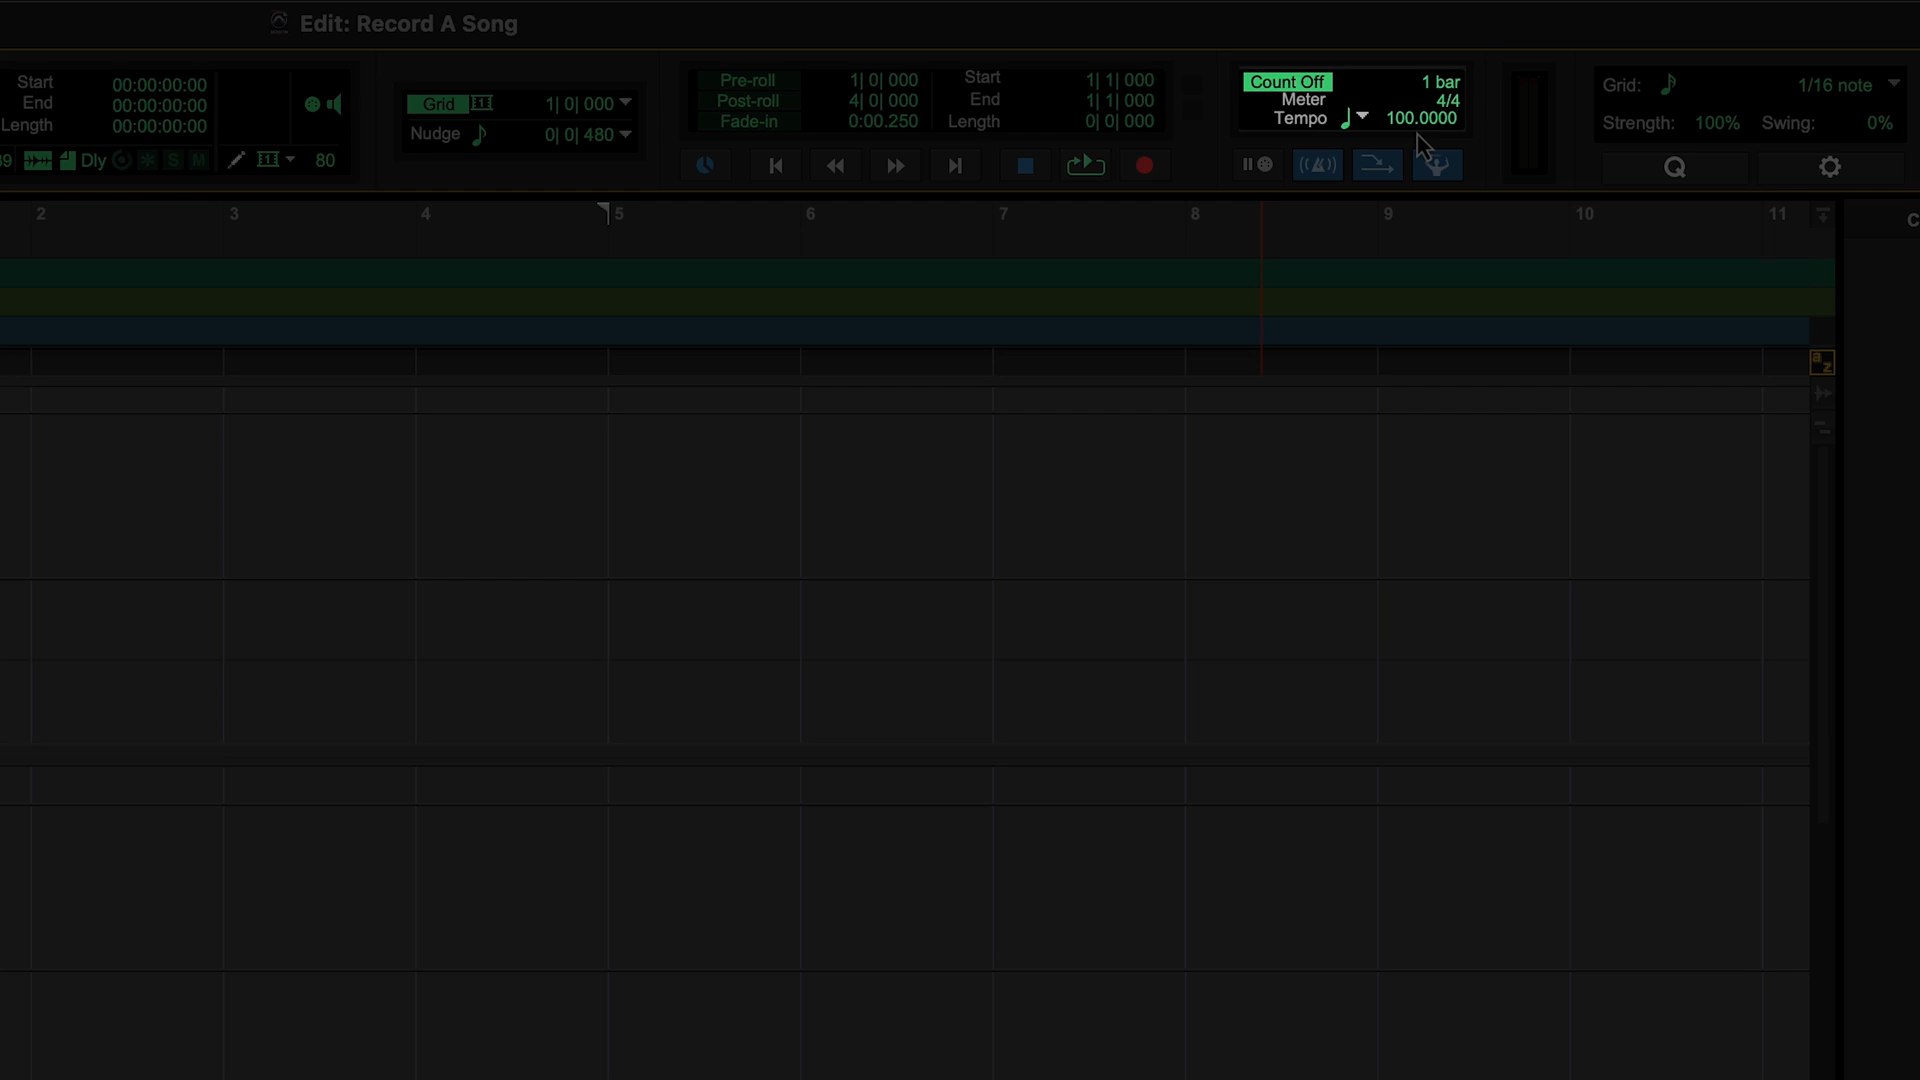 Edit: Record A Song
Start 00:00:00:00
End 00:00:00:00
Length 00:00:00:00
Dly S M 80
Grid 1| 0| 000
Nudge 0| 0| 480
Pre-roll 1| 0| 000
Post-roll 4| 0| 000
Fade-in 0:00.250
Start 1| 1| 000
End 1| 1| 000
Length 0| 0| 000
Count Off 1 bar
Meter 4/4
Tempo 100.0000
Grid: 1/16 note
Strength: 100% Swing: 0%
Q
2 3 4 5 6 7 8 9 10 11
C
a z